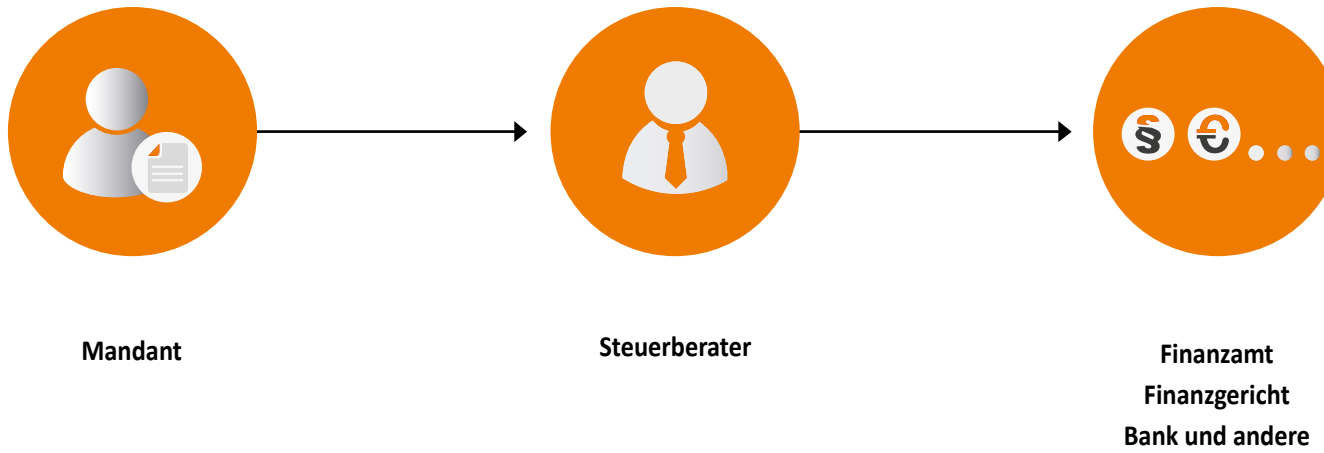 § €
Mandant
Steuerberater
Finanzamt
Finanzgericht
Bank und andere